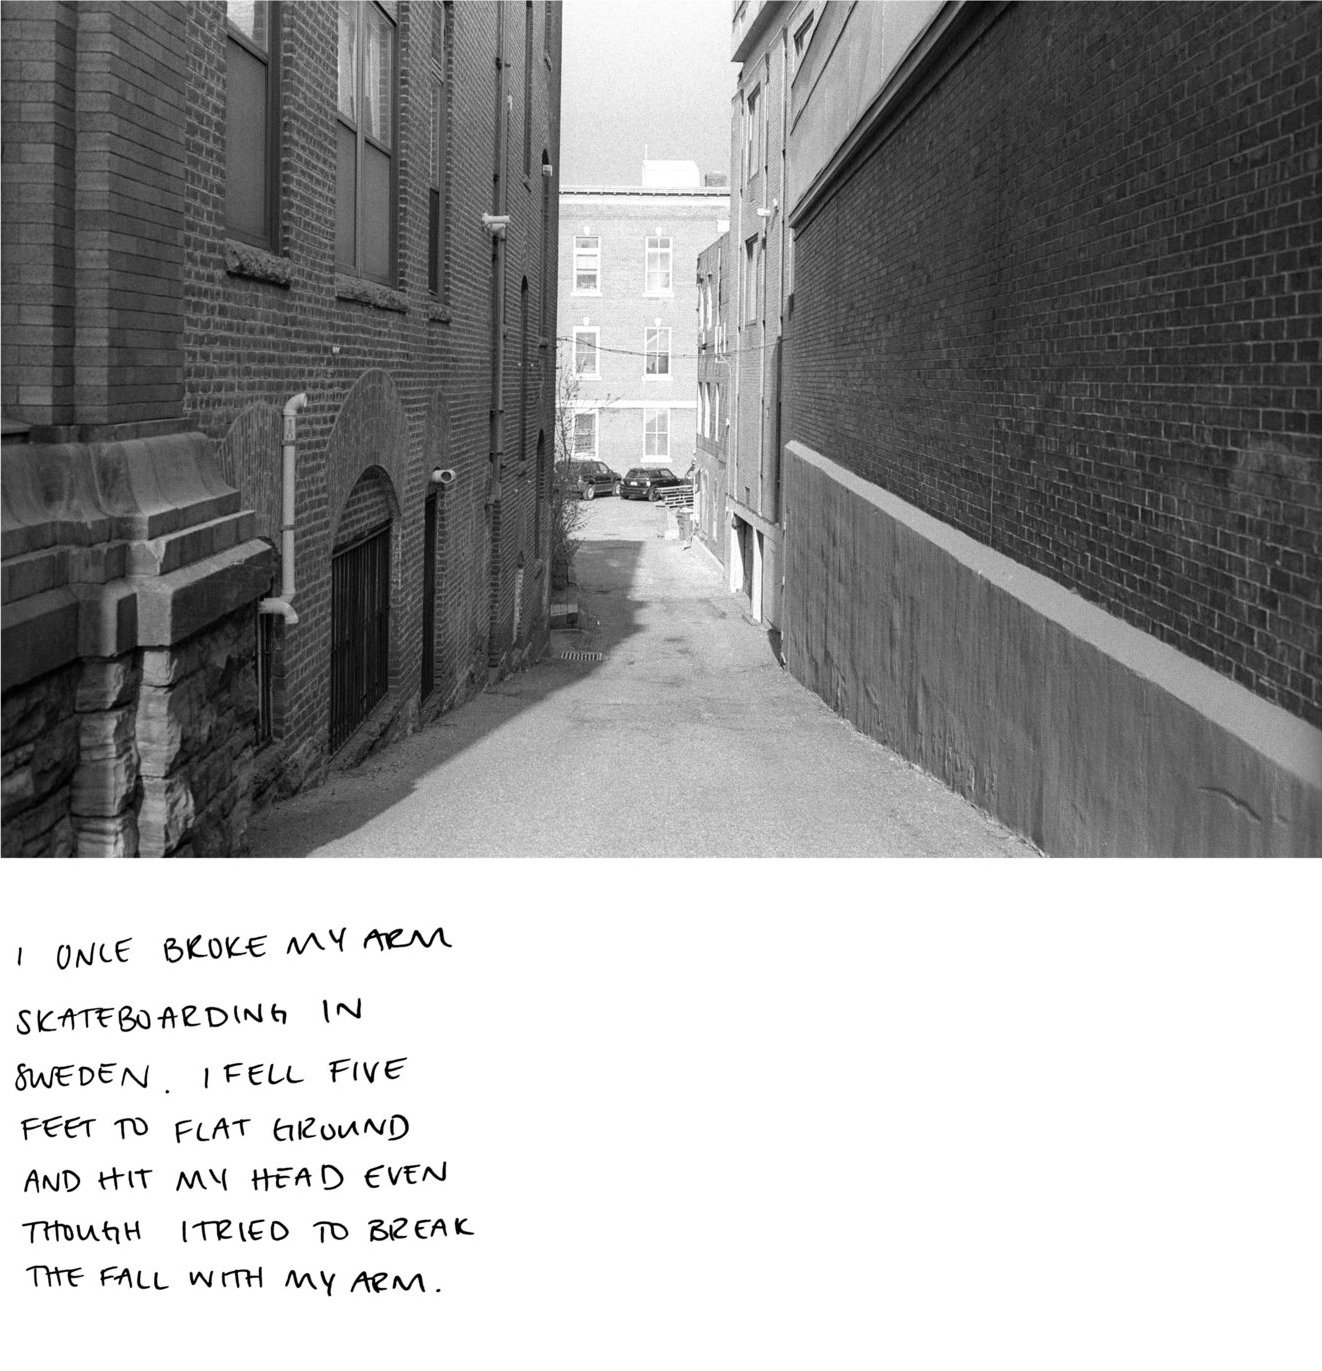 I ONCE BROKE MY ARM
SKATEBOARDING IN
SWEDEN. I FELL FIVE
FEET TO FLAT GROUND
AND HIT MY HEAD EVEN
THOUGH I TRIED TO BREAK
THE FALL WITH MY ARM.